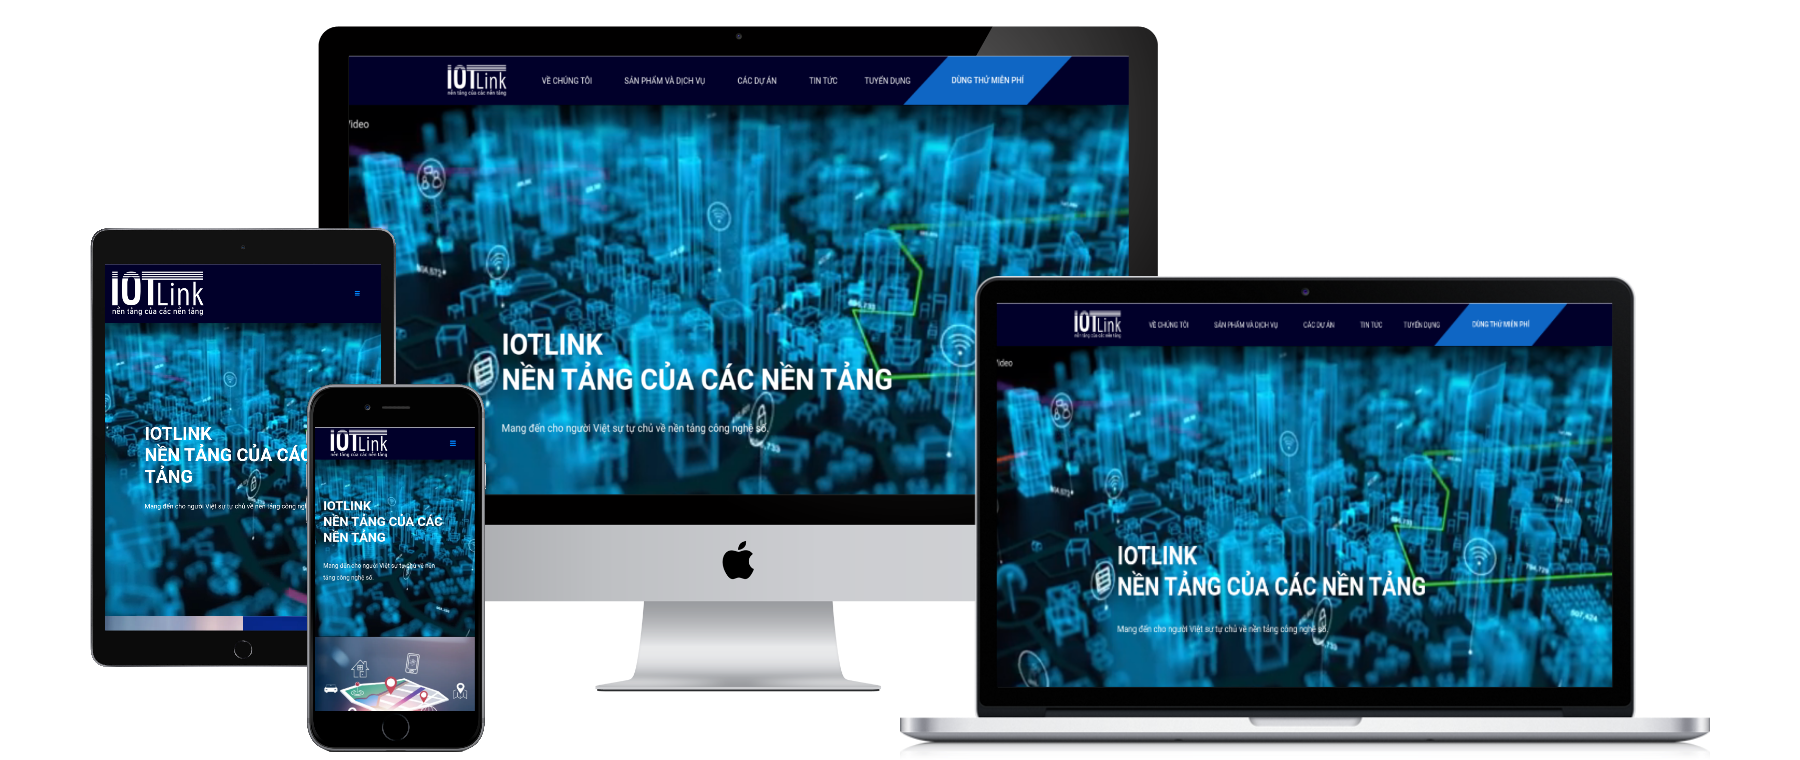 IOTLink
nền tảng của các nền tảng
VỀ CHÚNG TÔI
SẢN PHẨM VÀ DỊCH VỤ
CÁC DỰ ÁN
TIN TỨC
TUYỂN DỤNG
DÙNG THỬ MIỄN PHÍ
Video
IOTLINK
NỀN TẢNG CỦA CÁC NỀN TẢNG
Mang đến cho người Việt sự tự chủ về nền tảng công nghệ số.
IOTLink
nền tảng của các nền tảng
IOTLINK
NỀN TẢNG CỦA CÁC
TẢNG
Mang đến cho người Việt sự tự chủ về nền tảng công
IOTLink
nền tảng của các nền tảng
IOTLINK
NỀN TẢNG CỦA CÁC
NỀN TẢNG
Mang đến cho người Việt sự tự chủ về nền
tảng công nghệ số.
IOTLink
nền tảng của các nền tảng
VỀ CHÚNG TÔI
SẢN PHẨM VÀ DỊCH VỤ
CÁC DỰ ÁN
TIN TỨC
TUYỂN DỤNG
DÙNG THỬ MIỄN PHÍ
Video
IOTLINK
NỀN TẢNG CỦA CÁC NỀN TẢNG
Mang đến cho người Việt sự tự chủ về nền tảng công nghệ số.